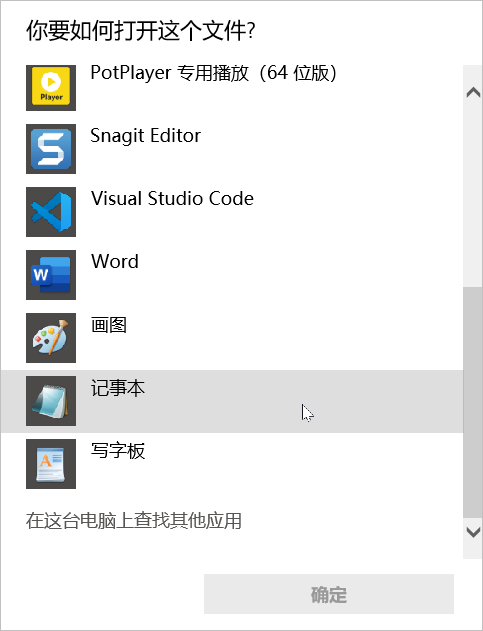 你要如何打开这个文件?
Player
PotPlayer 专用播放（64 位版）
S
Snagit Editor
Visual Studio Code
W
Word
画图
记事本
A
写字板
在这台电脑上查找其他应用
确定